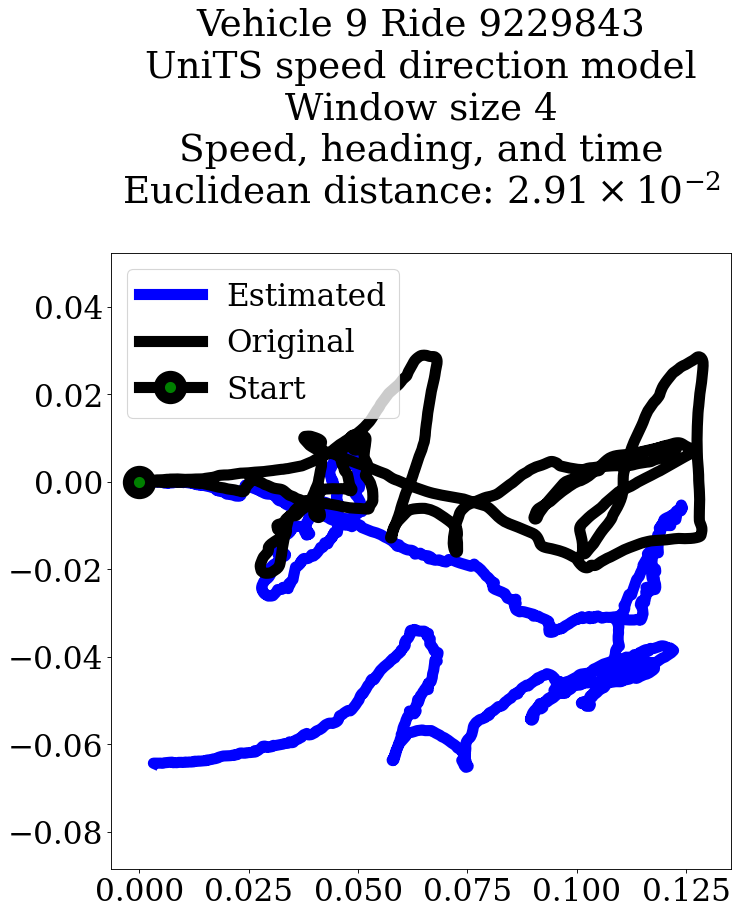 Vehicle 9 Ride 9229843
UniTS speed direction model
Window size 4
Speed, heading, and time
Euclidean distance: 2.91 × 10⁻²
Estimated
Original
Start
0.04
0.02
0.00
−0.02
−0.04
−0.06
−0.08
0.000 0.025 0.050 0.075 0.100 0.125